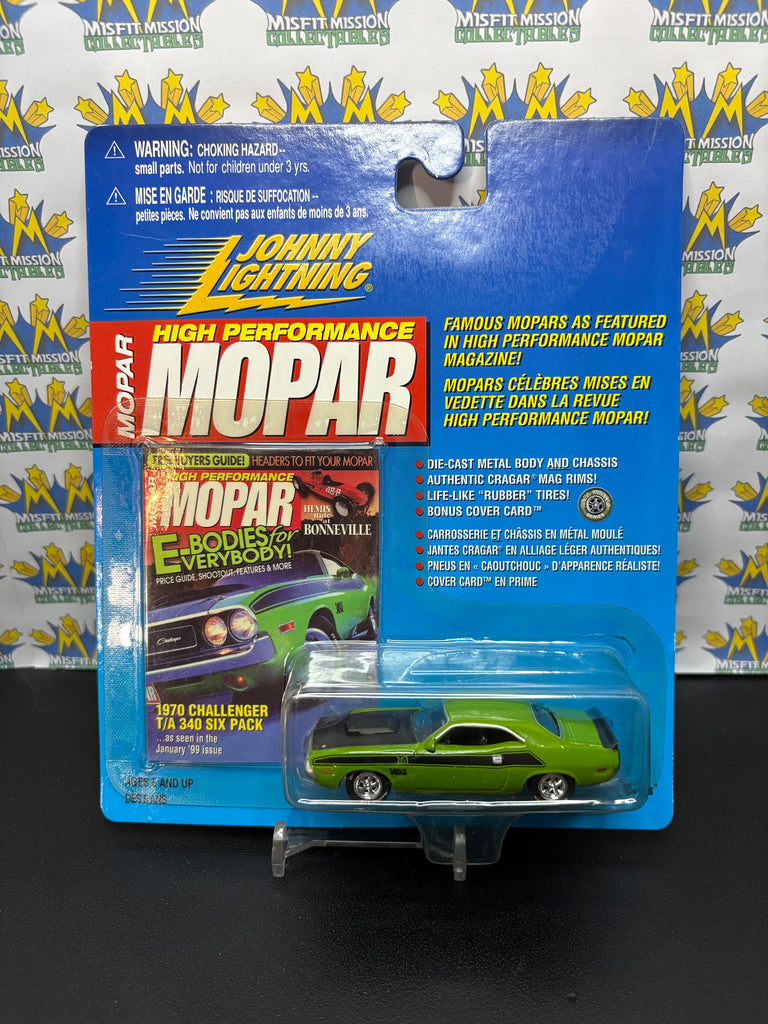 MISFIT MISSION
COLLECTABLES
WARNING: CHOKING HAZARD--
small parts. Not for children under 3 yrs.
MISE EN GARDE : RISQUE DE SUFFOCATION --
petites pièces. Ne convient pas aux enfants de moins de 3 ans.
JOHNNY
LIGHTNING®
MOPAR
HIGH PERFORMANCE
MOPAR
FAMOUS MOPARS AS FEATURED
IN HIGH PERFORMANCE MOPAR
MAGAZINE!
MOPARS CÉLÈBRES MISES EN
VEDETTE DANS LA REVUE
HIGH PERFORMANCE MOPAR!
DIE-CAST METAL BODY AND CHASSIS
AUTHENTIC CRAGAR® MAG RIMS!
LIFE-LIKE "RUBBER" TIRES!
BONUS COVER CARD™
CARROSSERIE ET CHÂSSIS EN MÉTAL MOULÉ
JANTES CRAGAR® EN ALLIAGE LÉGER AUTHENTIQUES!
PNEUS EN « CAOUTCHOUC » D'APPARENCE RÉALISTE!
COVER CARD™ EN PRIME
BUYERS GUIDE! HEADERS TO FIT YOUR MOPAR
HIGH PERFORMANCE
MOPAR
MOPAR
HEMIS
Rule
at
BONNEVILLE
E-BODIES for
EVERYBODY!
PRICE GUIDE, SHOOTOUT, FEATURES & MORE
Challenger
1970 CHALLENGER
T/A 340 SIX PACK
...as seen in the
January '99 issue
AGES 6 AND UP
T/A